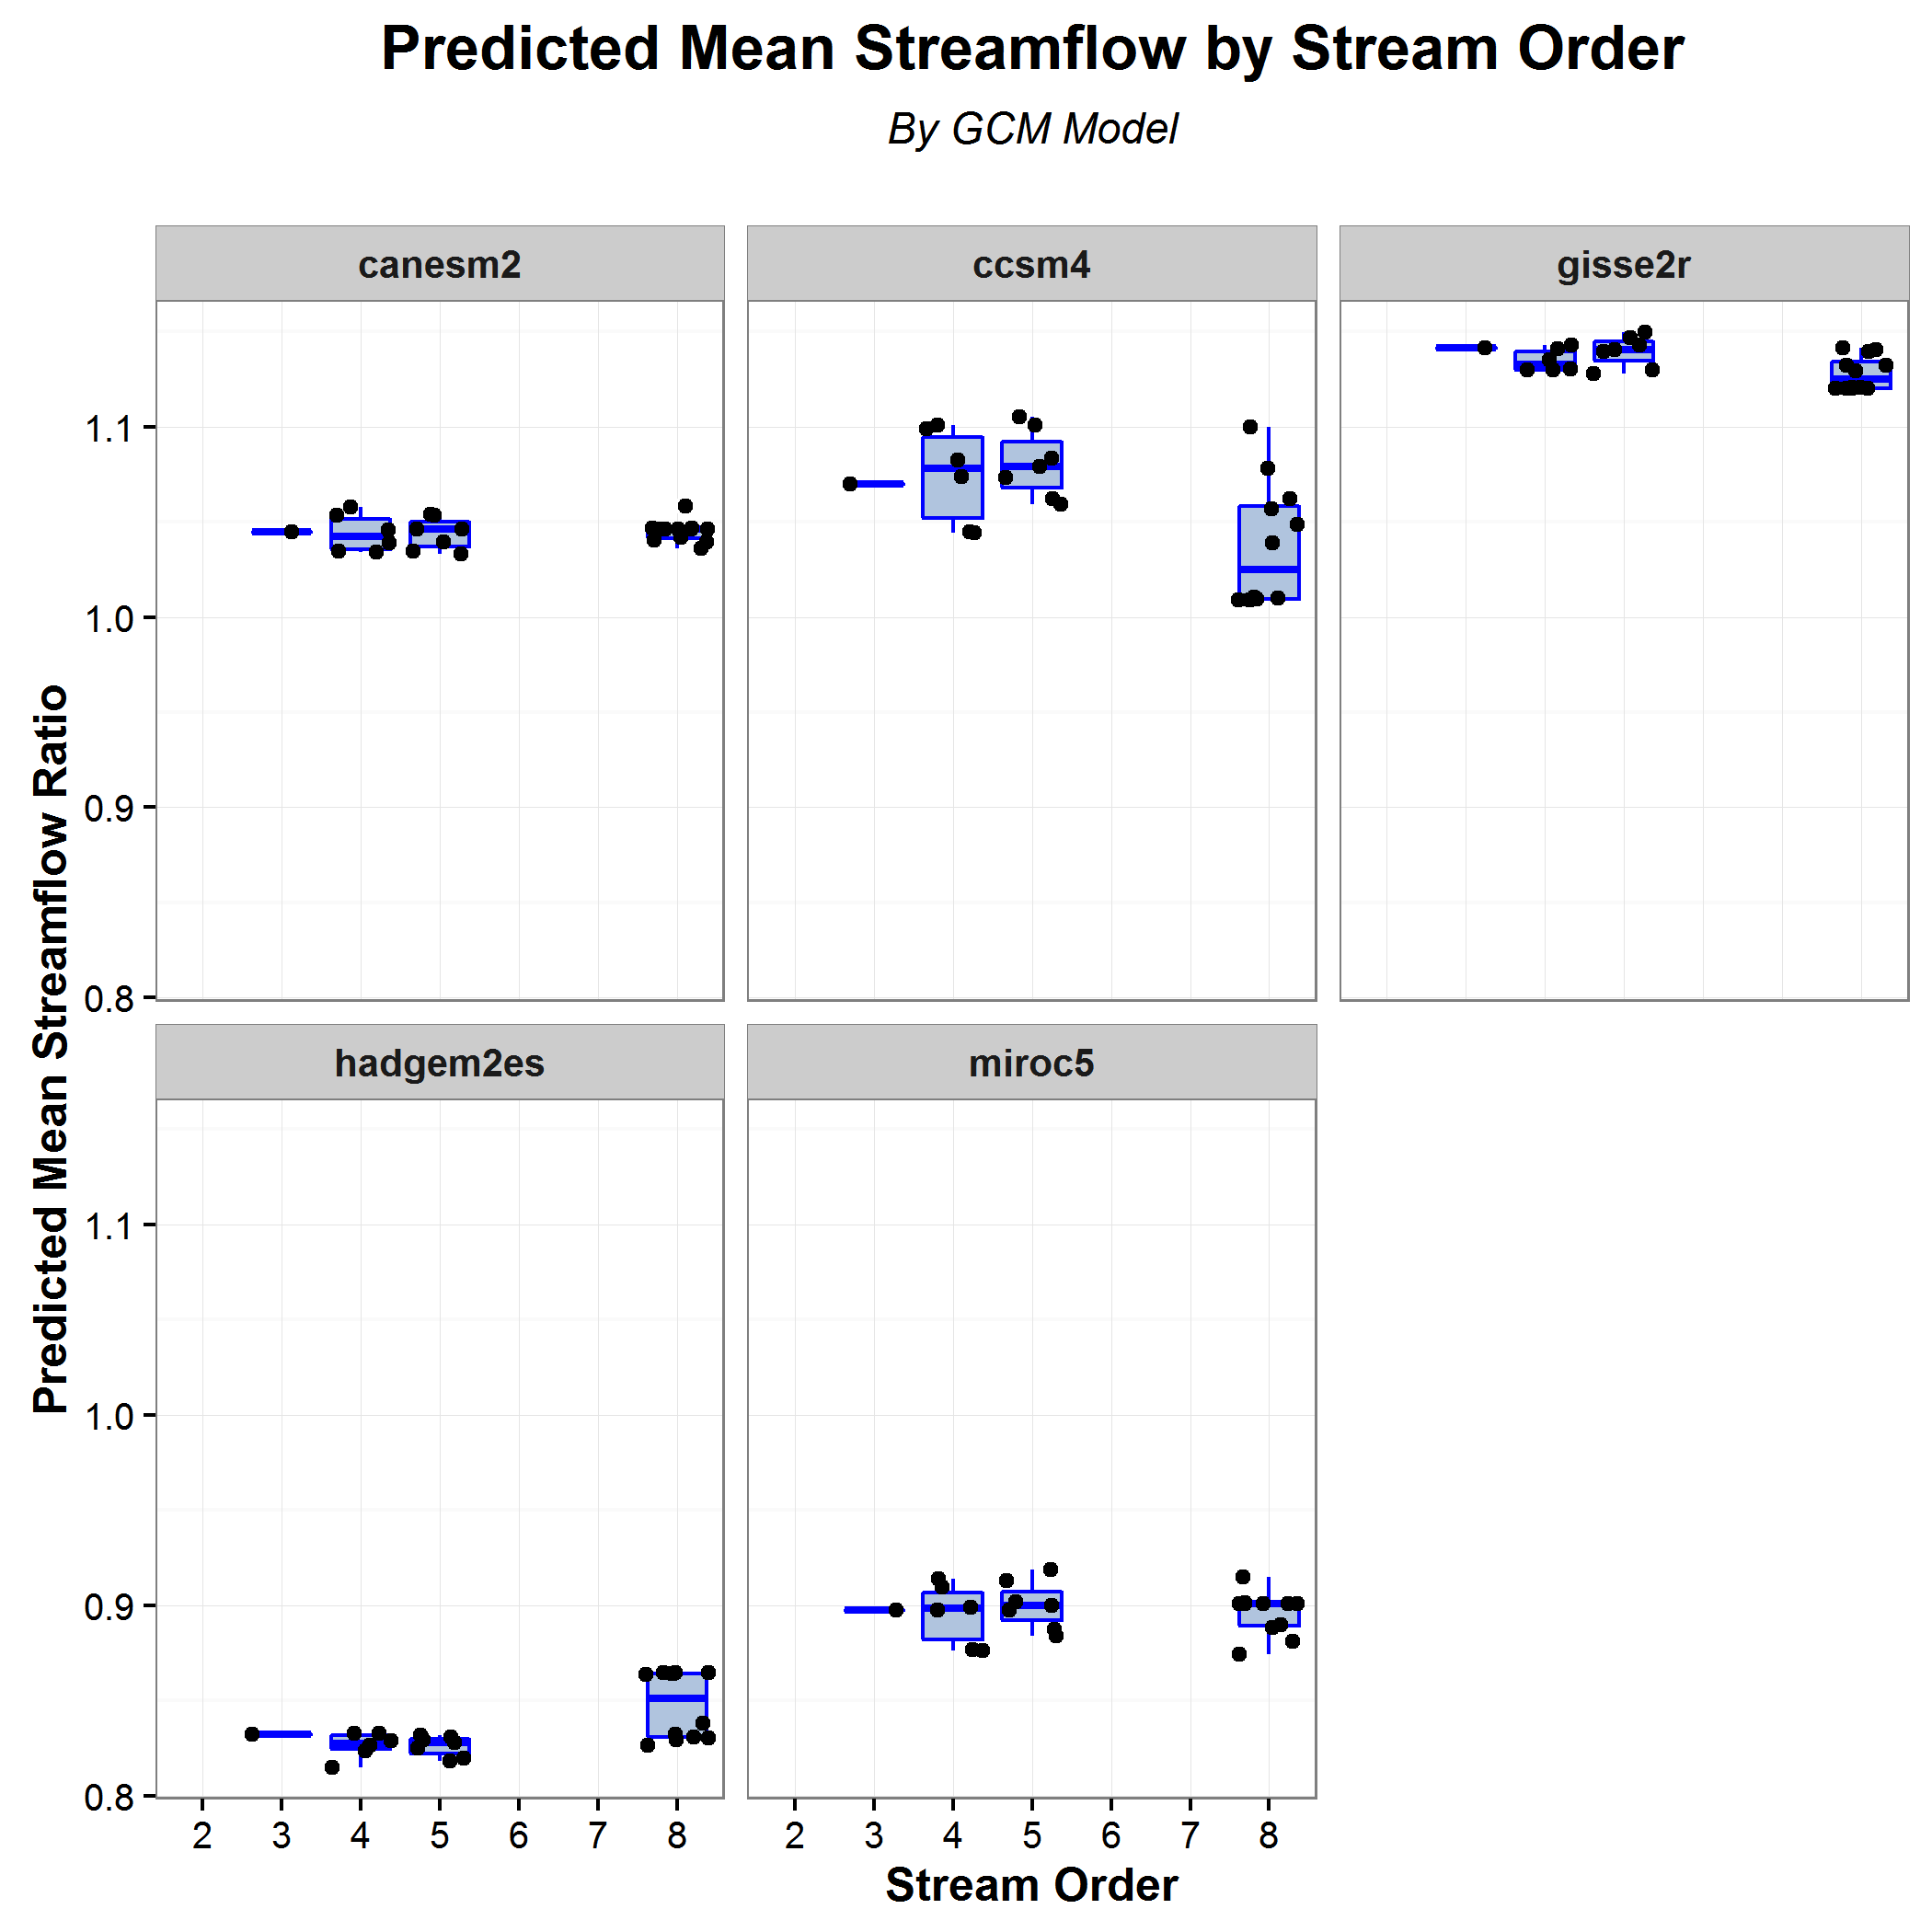 Predicted Mean Streamflow by Stream Order
By GCM Model
canesm2
ccsm4
gisse2r
Predicted Mean Streamflow Ratio
1.1
1.0
0.9
0.8
hadgem2es
miroc5
1.1
1.0
0.9
0.8
2 3 4 5 6 7 8
2 3 4 5 6 7 8
Stream Order